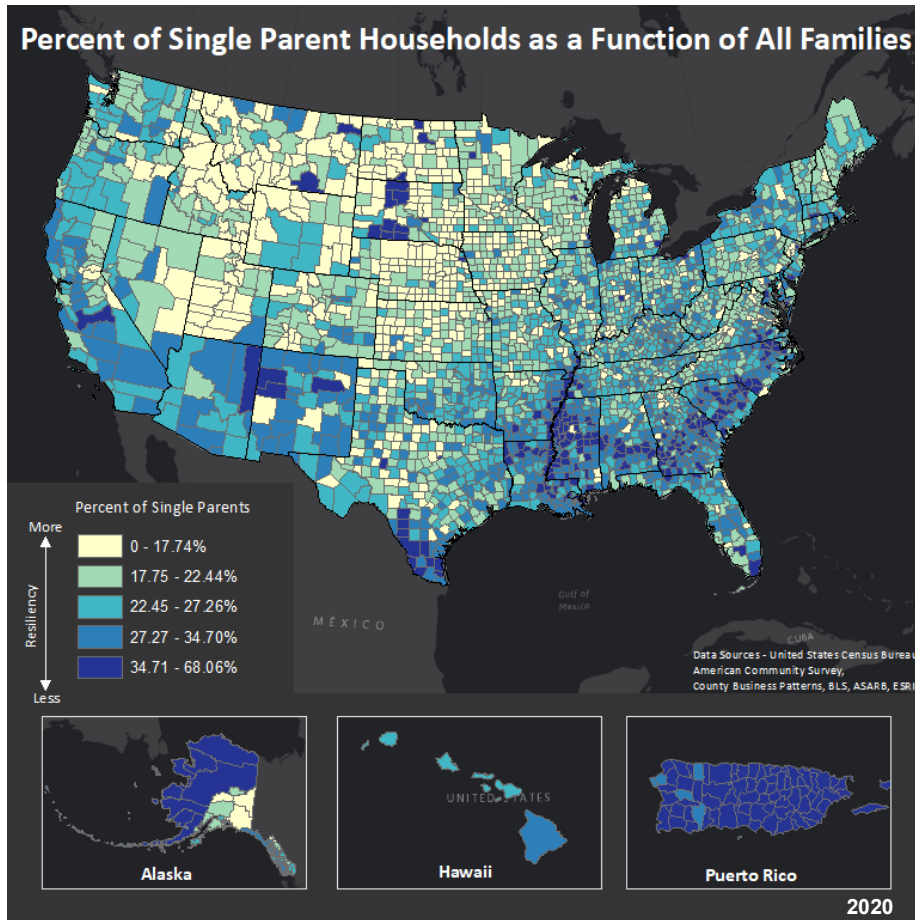 Percent of Single Parent Households as a Function of All Families
Percent of Single Parents
More
Resiliency
Less
0 - 17.74%
17.75 - 22.44%
22.45 - 27.26%
27.27 - 34.70%
34.71 - 68.06%
MÉXICO
Gulf of
Mexico
CUBA
Data Sources - United States Census Bureau
American Community Survey,
County Business Patterns, BLS, ASARB, ESRI
UNITED STATES
Alaska
Hawaii
Puerto Rico
2020